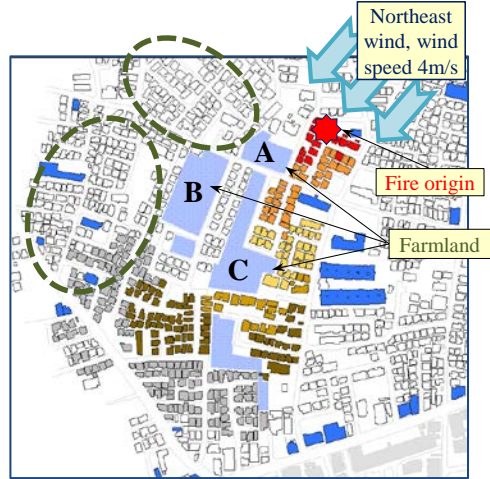 Northeast
wind, wind
speed 4m/s
A
B
Fire origin
Farmland
C